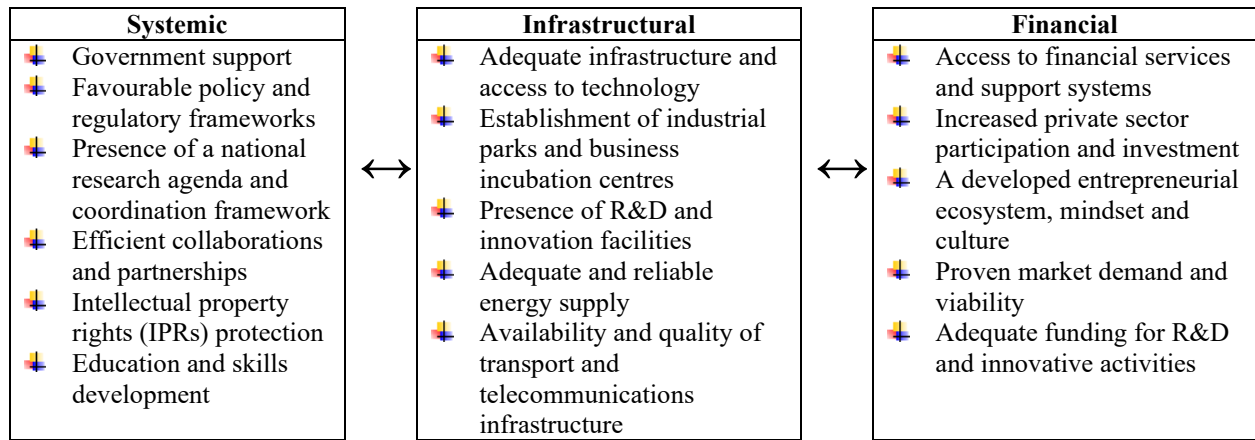 Systemic
Government support
Favourable policy and
regulatory frameworks
Presence of a national
research agenda and
coordination framework
Efficient collaborations
and partnerships
Intellectual property
rights (IPRs) protection
Education and skills
development
Infrastructural
Adequate infrastructure and
access to technology
Establishment of industrial
parks and business
incubation centres
Presence of R&D and
innovation facilities
Adequate and reliable
energy supply
Availability and quality of
transport and
telecommunications
infrastructure
Financial
Access to financial services
and support systems
Increased private sector
participation and investment
A developed entrepreneurial
ecosystem, mindset and
culture
Proven market demand and
viability
Adequate funding for R&D
and innovative activities